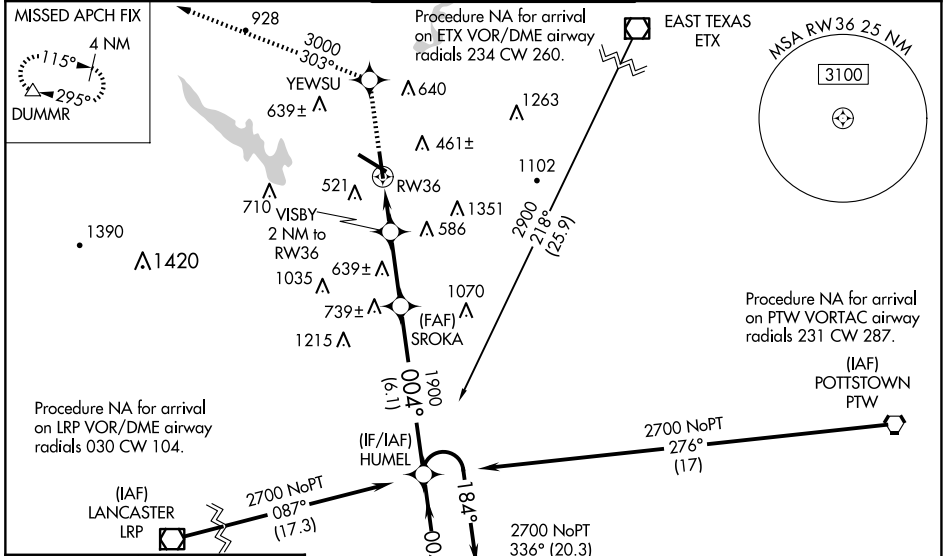 MISSED APCH FIX
4 NM
115°
295°
DUMMR
928
3000
303°
YEWSU
Procedure NA for arrival
on ETX VOR/DME airway
radials 234 CW 260.
EAST TEXAS
ETX
MSA RW36 25 NM
3100
639±
640
1263
461±
1102
RW36
521
710
VISBY
2 NM to
RW36
1351
586
2900
218°
(25.9)
1390
1420
1035
639±
739±
1070
(FAF)
SROKA
1215
Procedure NA for arrival
on PTW VORTAC airway
radials 231 CW 287.
(IAF)
POTTSTOWN
PTW
1900
004°
(6.1)
Procedure NA for arrival
on LRP VOR/DME airway
radials 030 CW 104.
(IF/IAF)
HUMEL
2700 NoPT
276°
(17)
(IAF)
LANCASTER
LRP
2700 NoPT
087°
(17.3)
184°
2700 NoPT
336° (20.3)